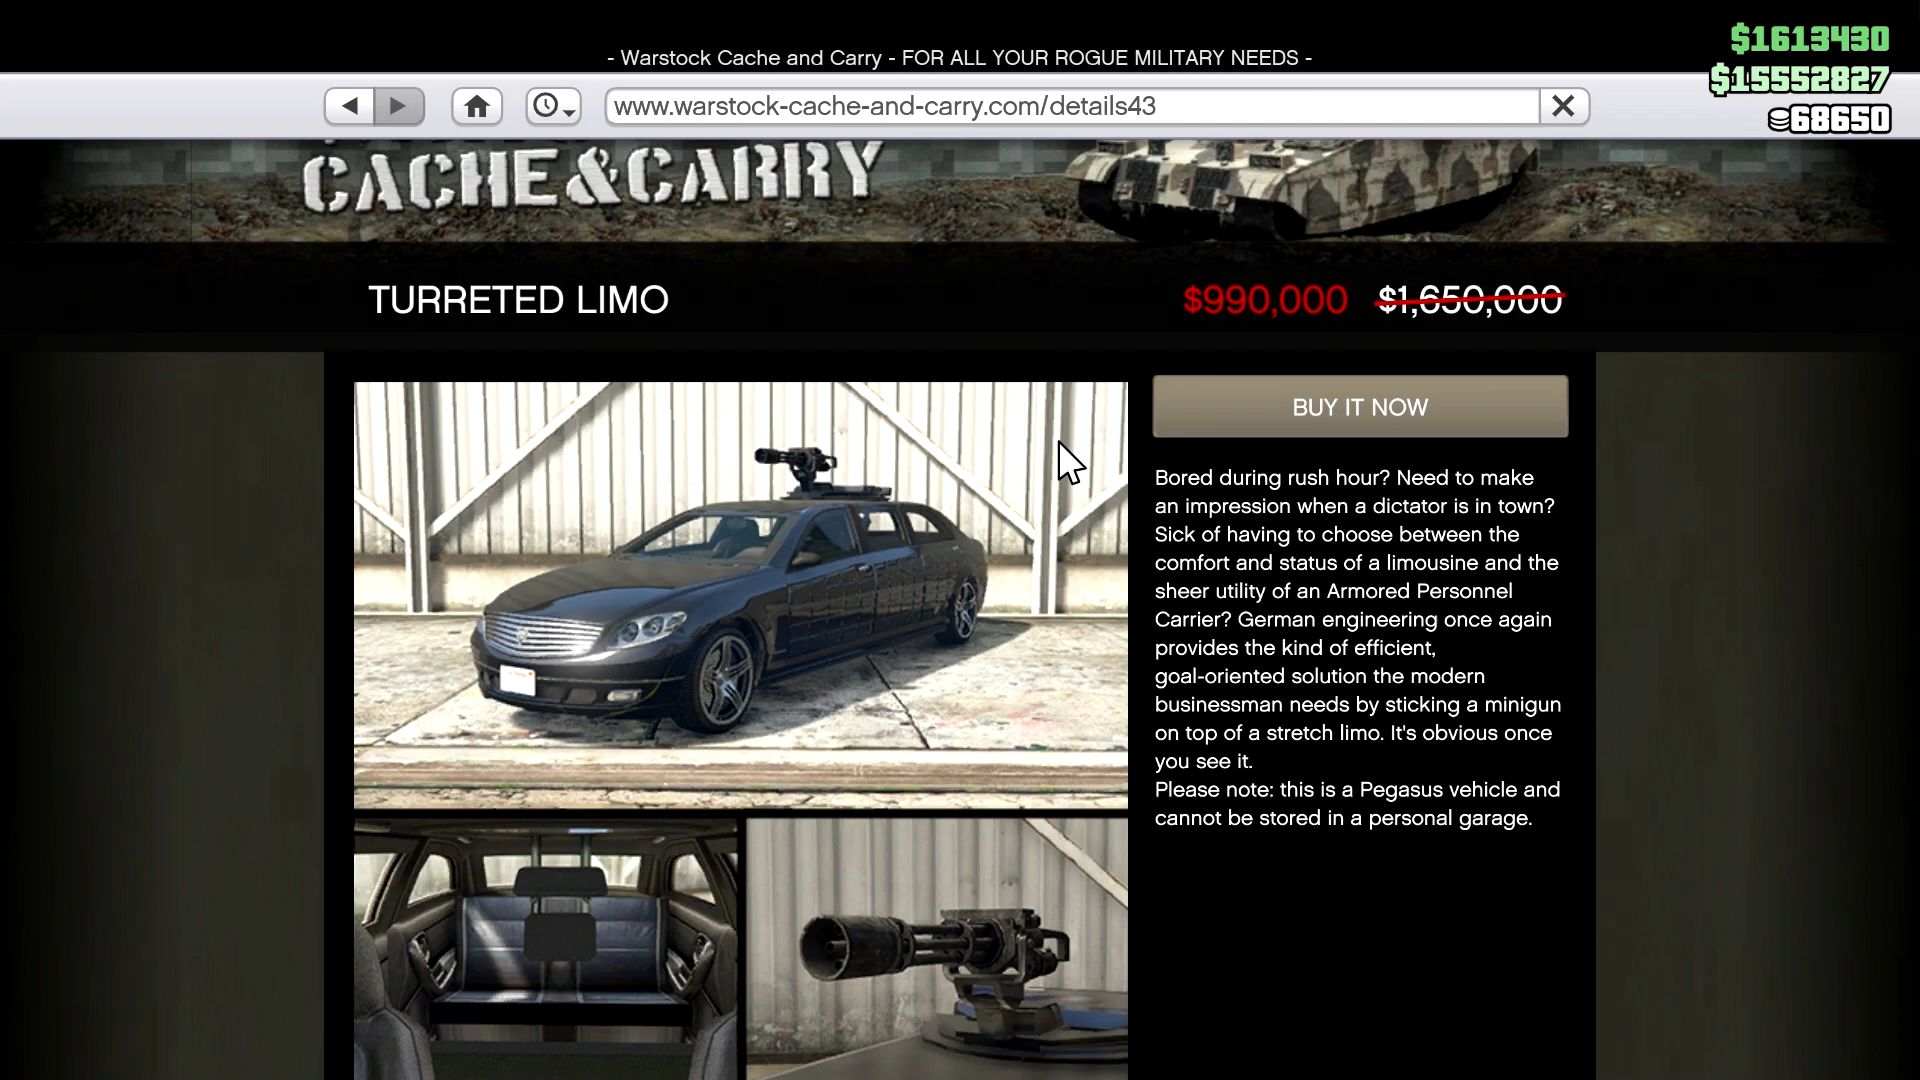 - Warstock Cache and Carry - FOR ALL YOUR ROGUE MILITARY NEEDS -
$1613430
$15552827
68650
www.warstock-cache-and-carry.com/details43
CACHE&CARRY
TURRETED LIMO
$990,000 $1,650,000
BUY IT NOW
Bored during rush hour? Need to make
an impression when a dictator is in town?
Sick of having to choose between the
comfort and status of a limousine and the
sheer utility of an Armored Personnel
Carrier? German engineering once again
provides the kind of efficient,
goal-oriented solution the modern
businessman needs by sticking a minigun
on top of a stretch limo. It's obvious once
you see it.
Please note: this is a Pegasus vehicle and
cannot be stored in a personal garage.